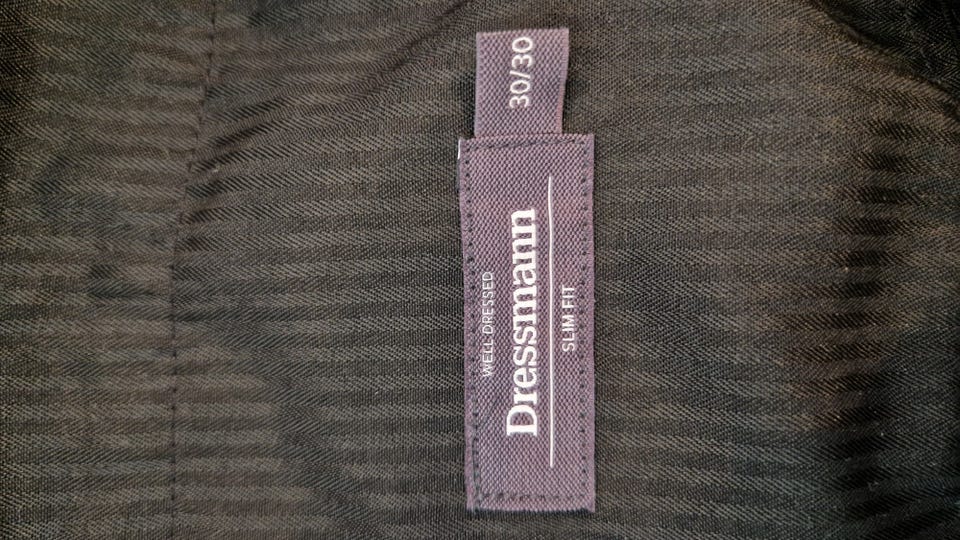 WELL DRESSED
Dressmann
SLIM FIT
30/30